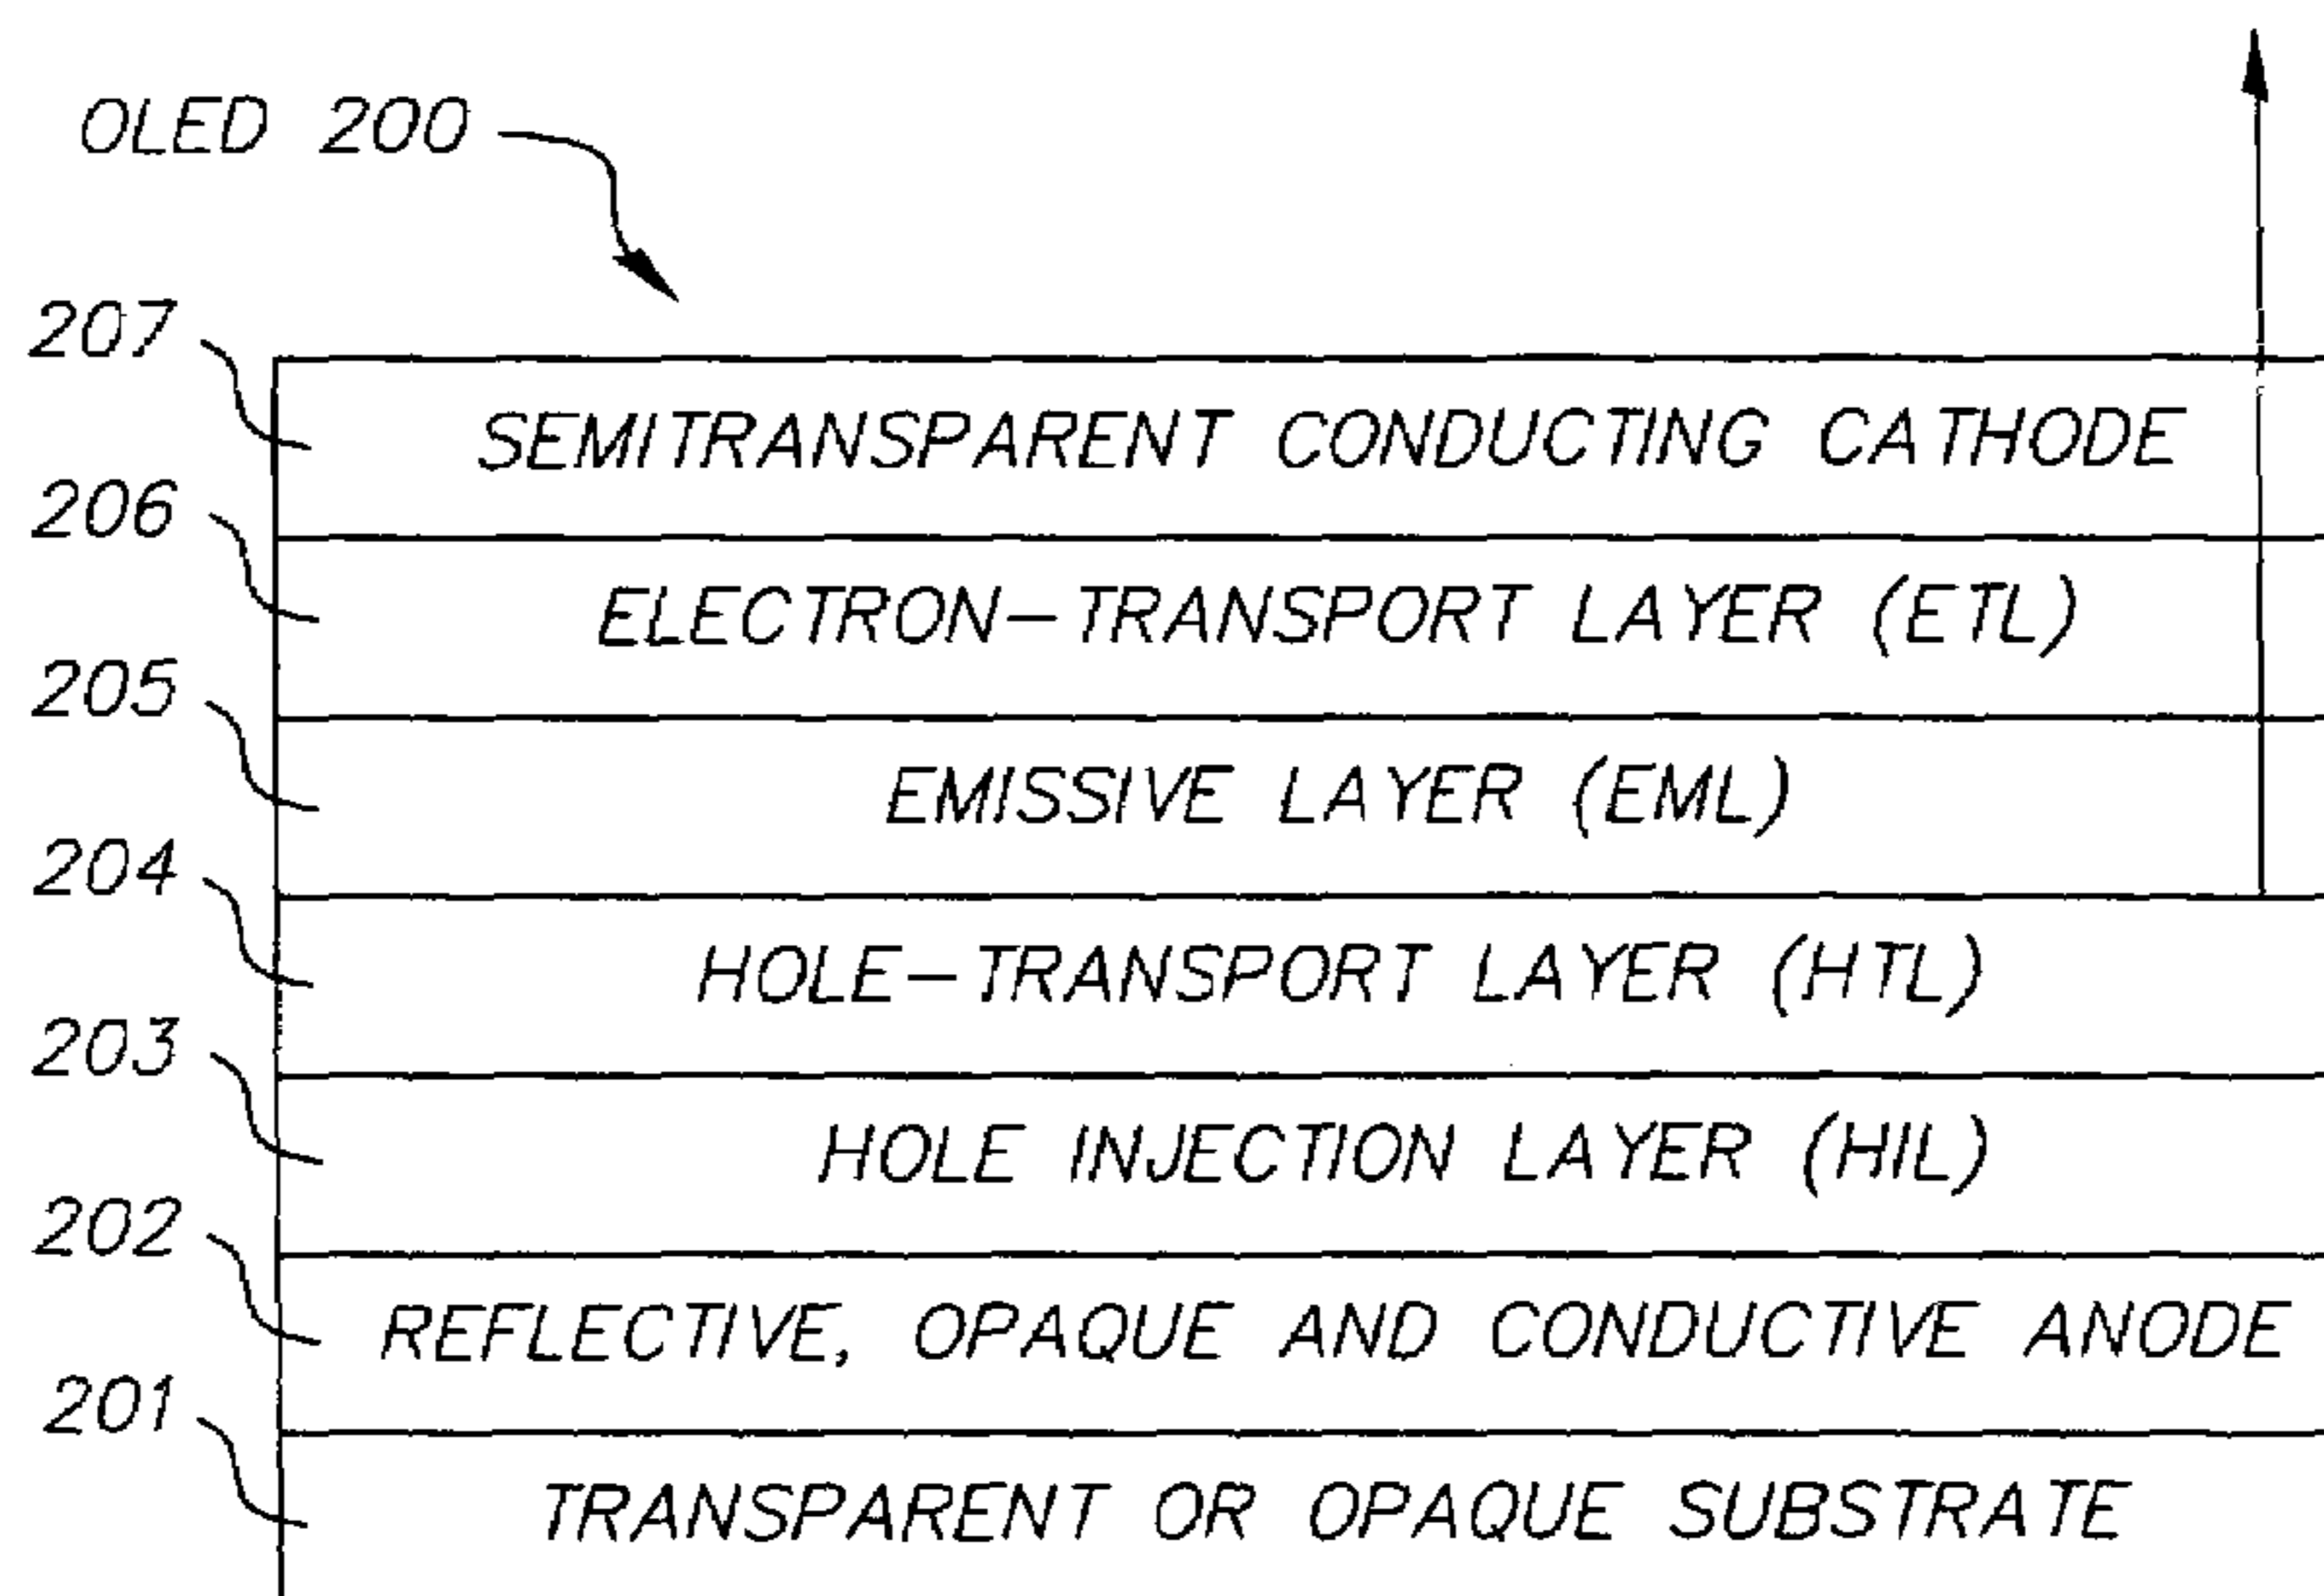 OLED 200
207
SEMITRANSPARENT CONDUCTING CATHODE
206
ELECTRON-TRANSPORT LAYER (ETL)
205
EMISSIVE LAYER (EML)
204
HOLE-TRANSPORT LAYER (HTL)
203
HOLE INJECTION LAYER (HIL)
202
REFLECTIVE, OPAQUE AND CONDUCTIVE ANODE
201
TRANSPARENT OR OPAQUE SUBSTRATE